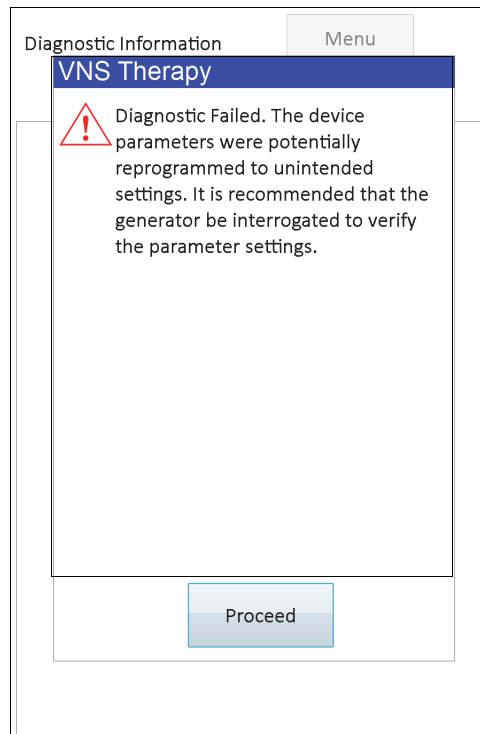 Diagnostic Information
Menu
VNS Therapy
Diagnostic Failed. The device
parameters were potentially
reprogrammed to unintended
settings. It is recommended that the
generator be interrogated to verify
the parameter settings.
Proceed